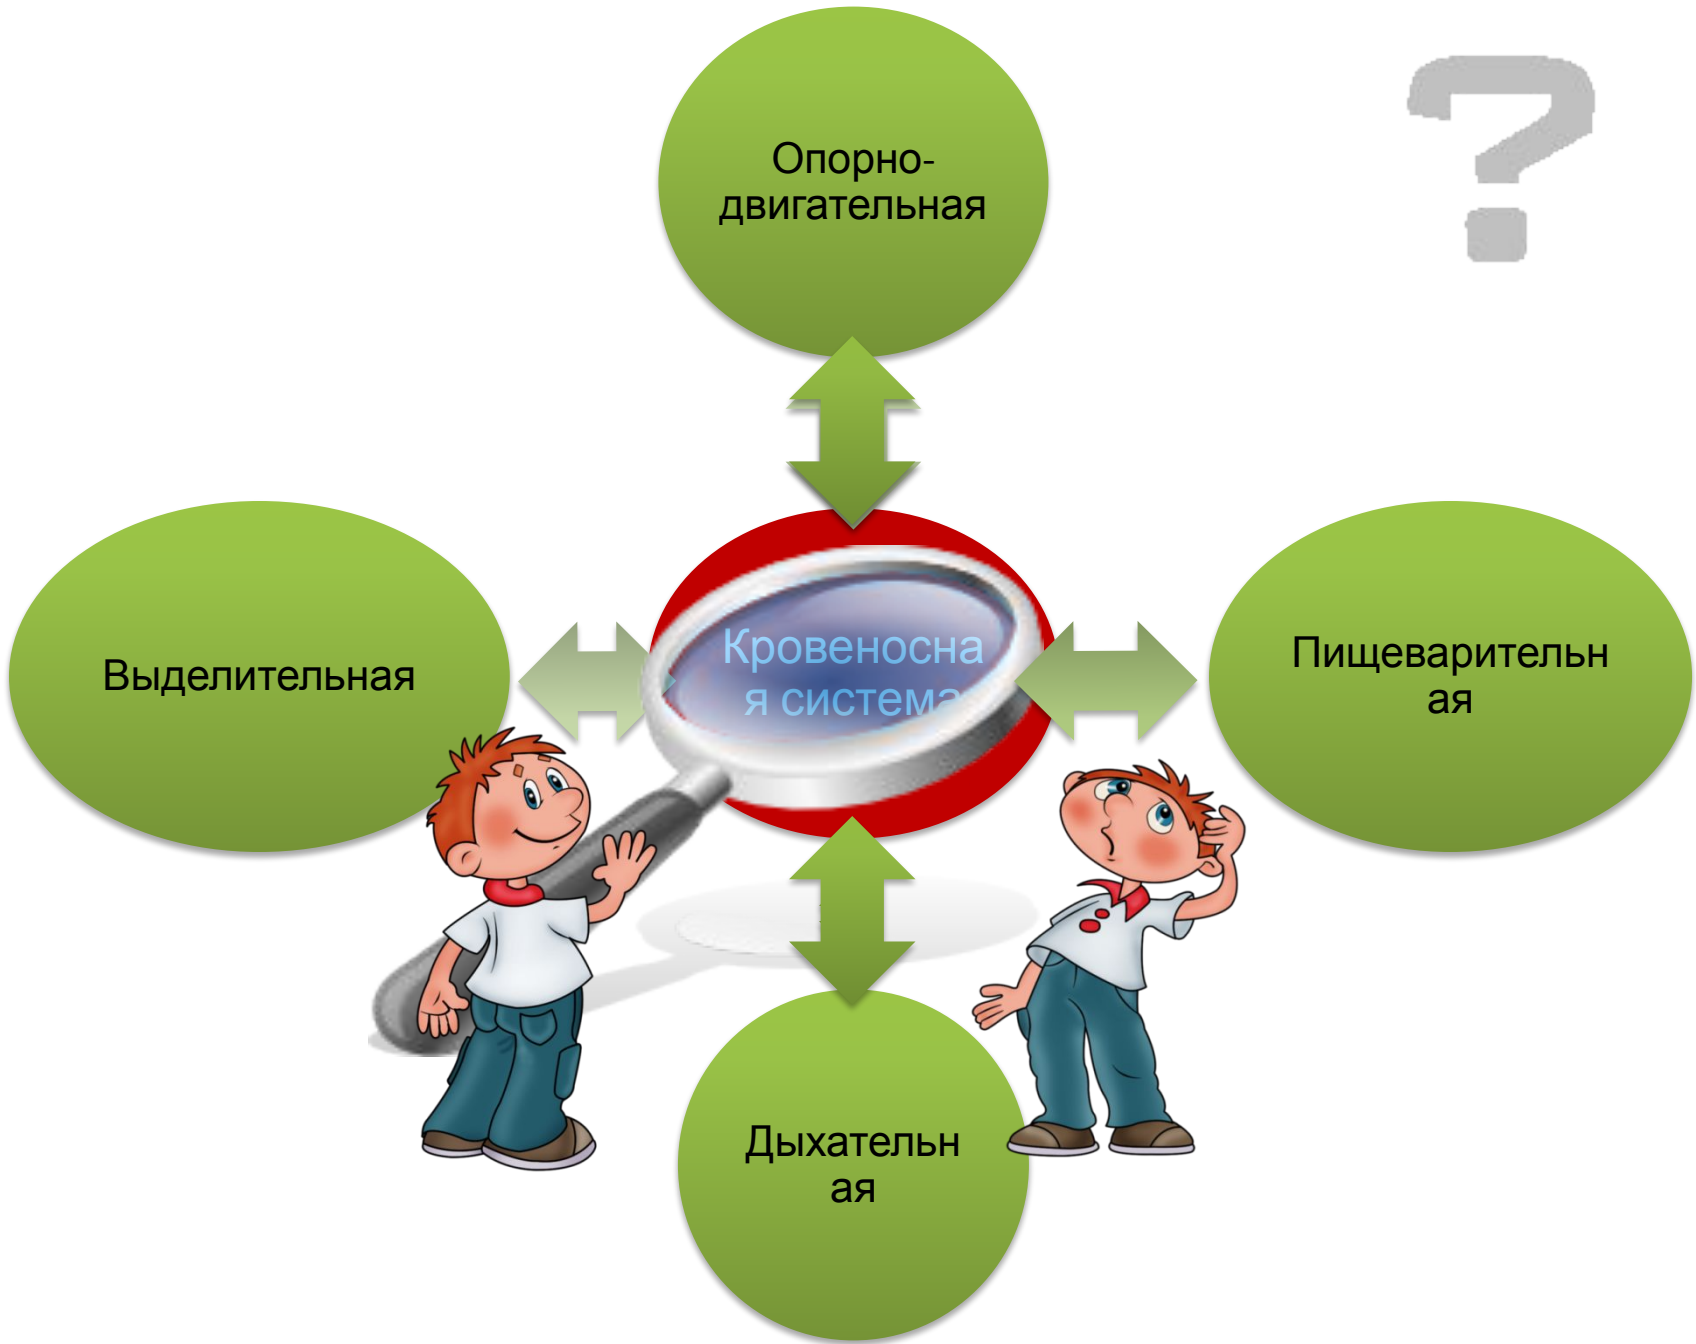 Опорно-
двигательная
?
Выделительная
Кровеносна
я система
Пищеварительн
ая
Дыхательн
ая